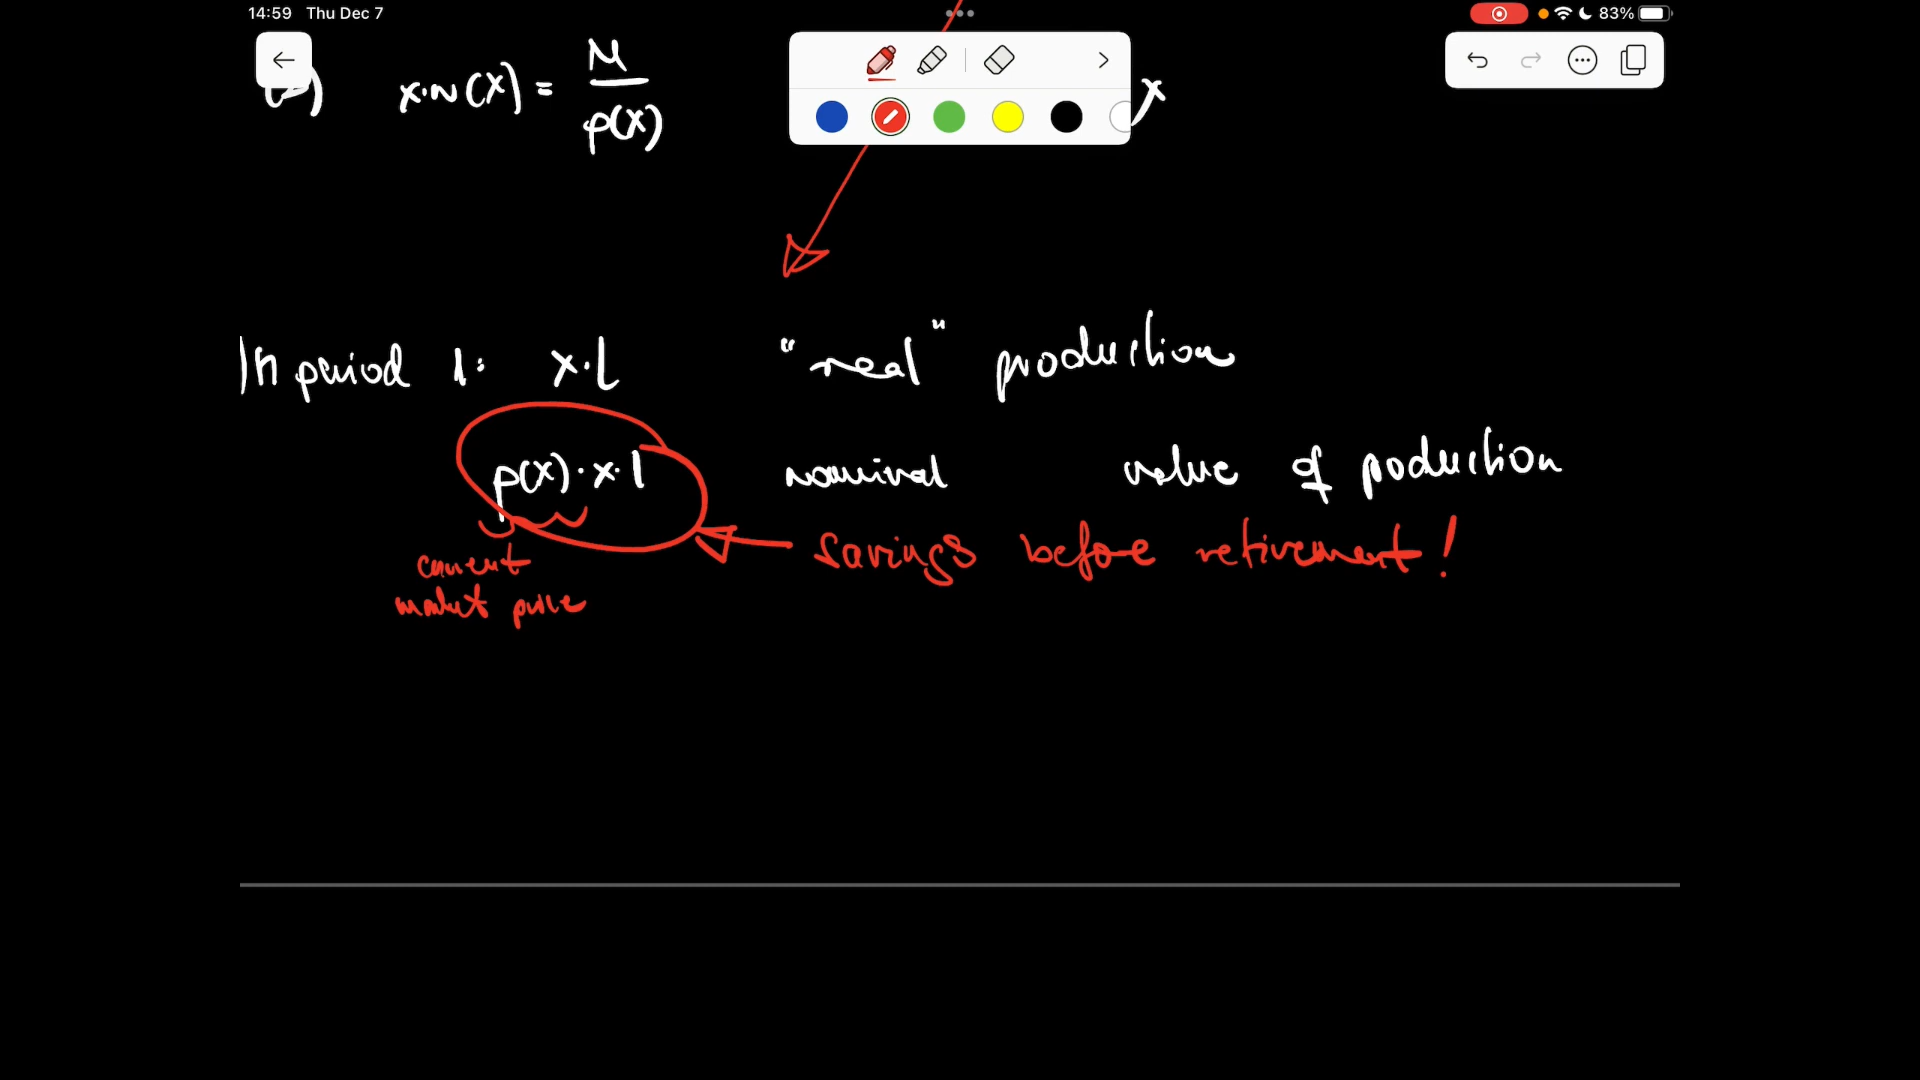 14:59 Thu Dec 7 83%
x·n(x) = M / p(x) x
In period 1: x·l "real" production
p(x)·x·l nominal value of production
savings before retirement!
current
market price